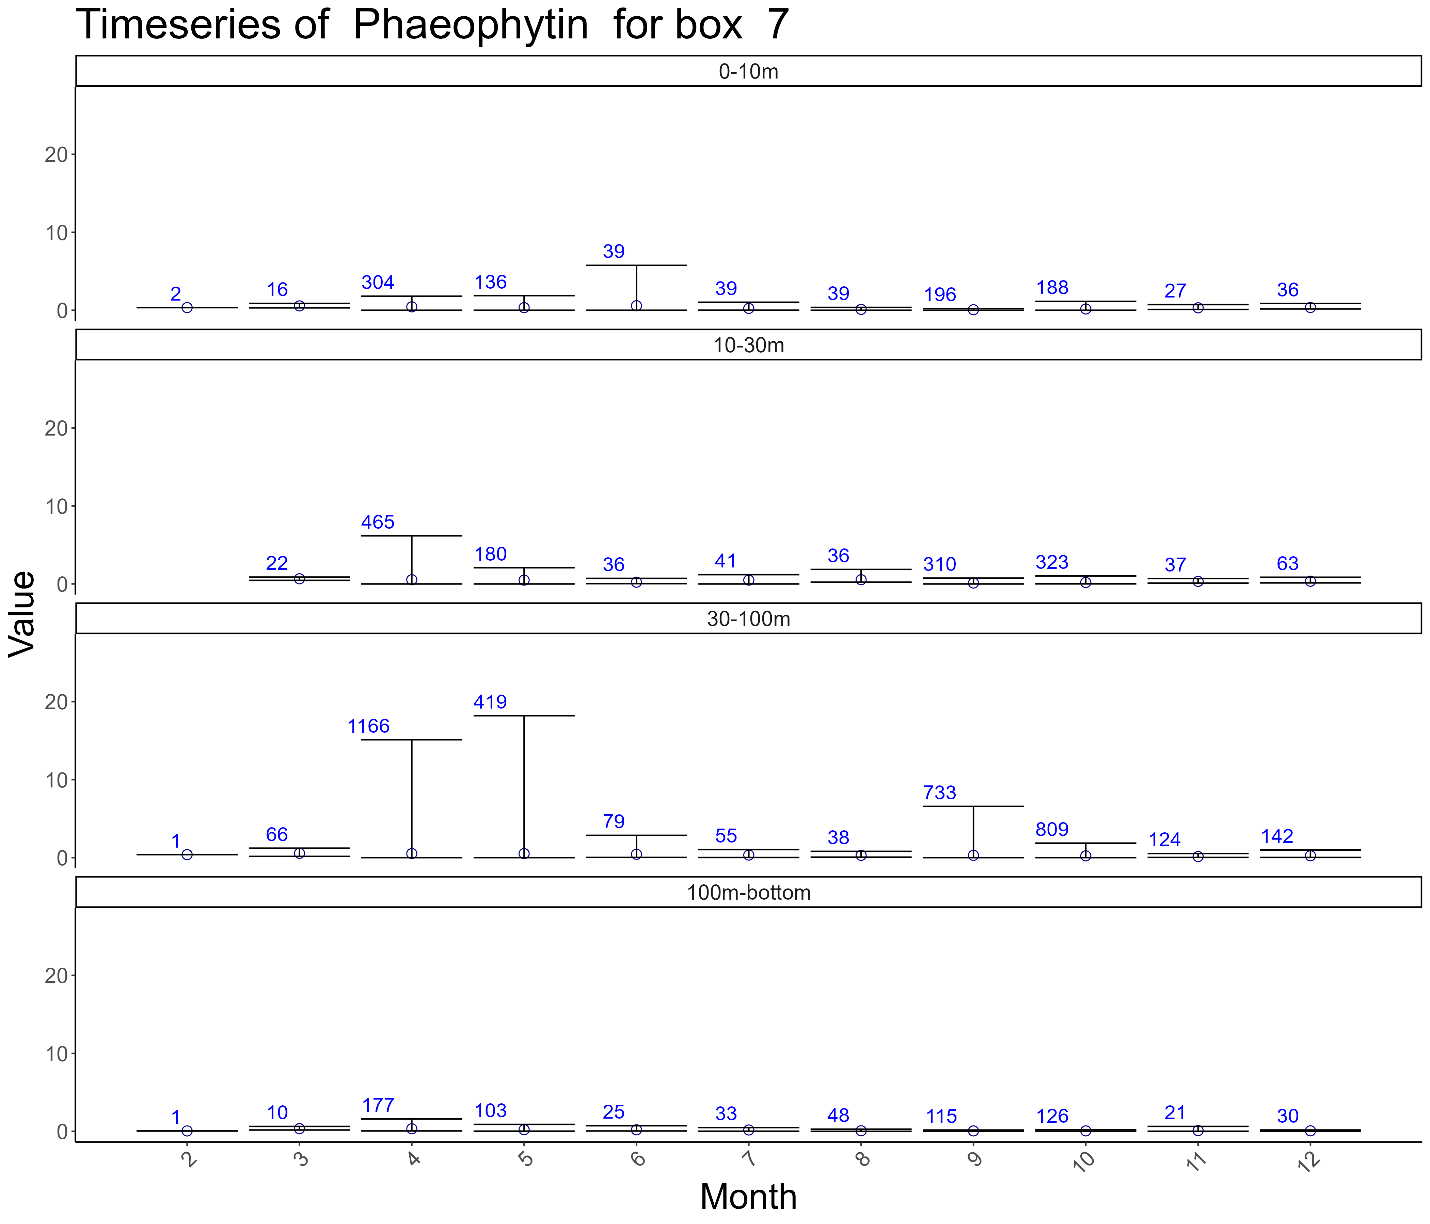 Timeseries of  Phaeophytin  for box  7
0-10m
20
10
0
2 16 304 136 39 39 39 196 188 27 36
10-30m
20
10
0
22 465 180 36 41 36 310 323 37 63
30-100m
20
10
0
1 66 1166 419 79 55 38 733 809 124 142
100m-bottom
20
10
0
1 10 177 103 25 33 48 115 126 21 30
2 3 4 5 6 7 8 9 10 11 12
Month
Value